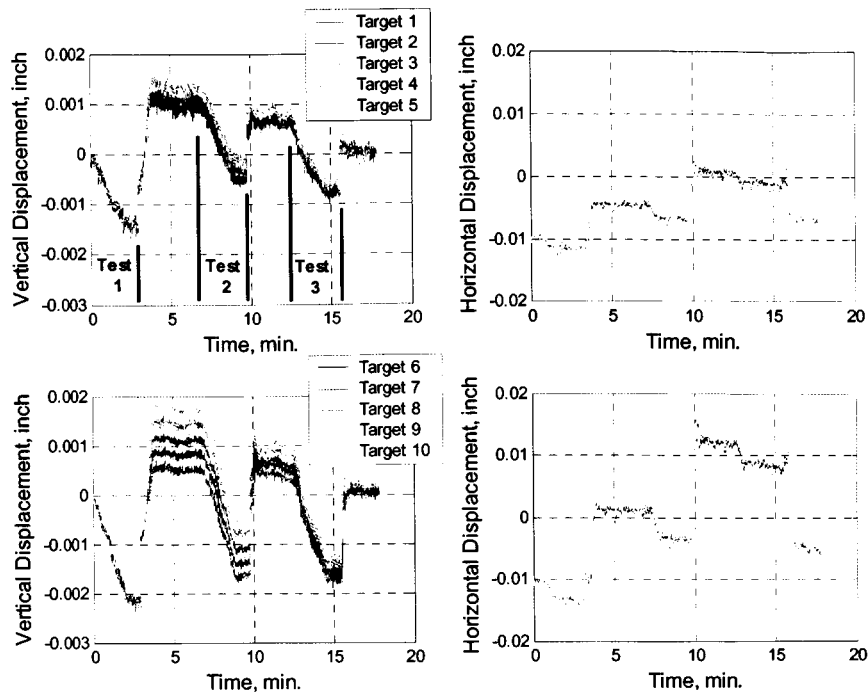 Target 1
Target 2
Target 3
Target 4
Target 5
Vertical Displacement, inch
0.002
0.001
0
-0.001
-0.002
-0.003
Test 1
Test 2
Test 3
0 5 10 15 20
Time, min.
Horizontal Displacement, inch
0.02
0.01
0
-0.01
-0.02
0 5 10 15 20
Time, min.
Target 6
Target 7
Target 8
Target 9
Target 10
Vertical Displacement, inch
0.002
0.001
0
-0.001
-0.002
-0.003
0 5 10 15 20
Time, min.
Horizontal Displacement, inch
0.02
0.01
0
-0.01
-0.02
0 5 10 15 20
Time, min.